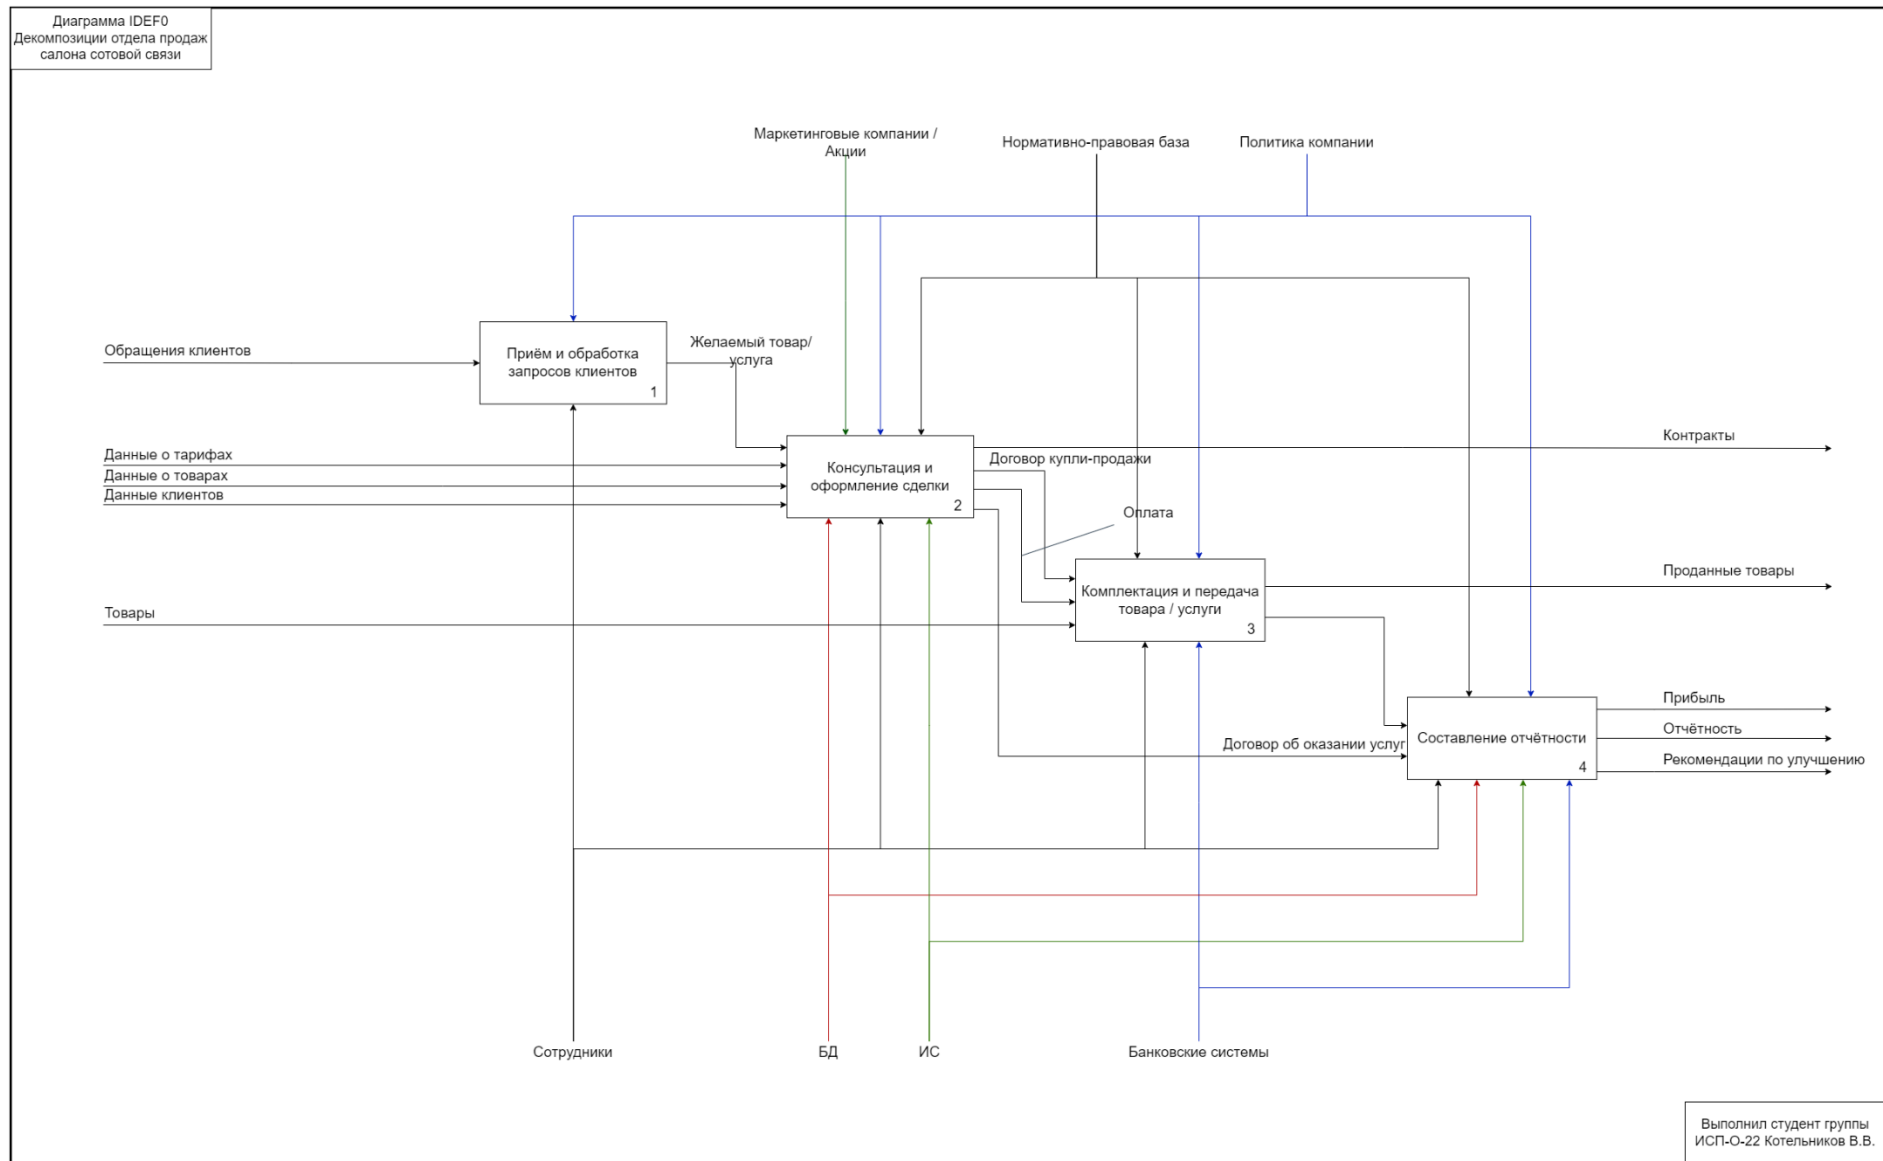 Диаграмма IDEF0
Декомпозиции отдела продаж
салона сотовой связи
Маркетинговые компании /
Акции
Нормативно-правовая база
Политика компании
Обращения клиентов
Приём и обработка
запросов клиентов
1
Желаемый товар/
услуга
Данные о тарифах
Данные о товарах
Данные клиентов
Консультация и
оформление сделки
2
Договор купли-продажи
Контракты
Оплата
Товары
Комплектация и передача
товара / услуги
3
Проданные товары
Договор об оказании услуг
Составление отчётности
4
Прибыль
Отчётность
Рекомендации по улучшению
Сотрудники
БД
ИС
Банковские системы
Выполнил студент группы
ИСП-О-22 Котельников В.В.